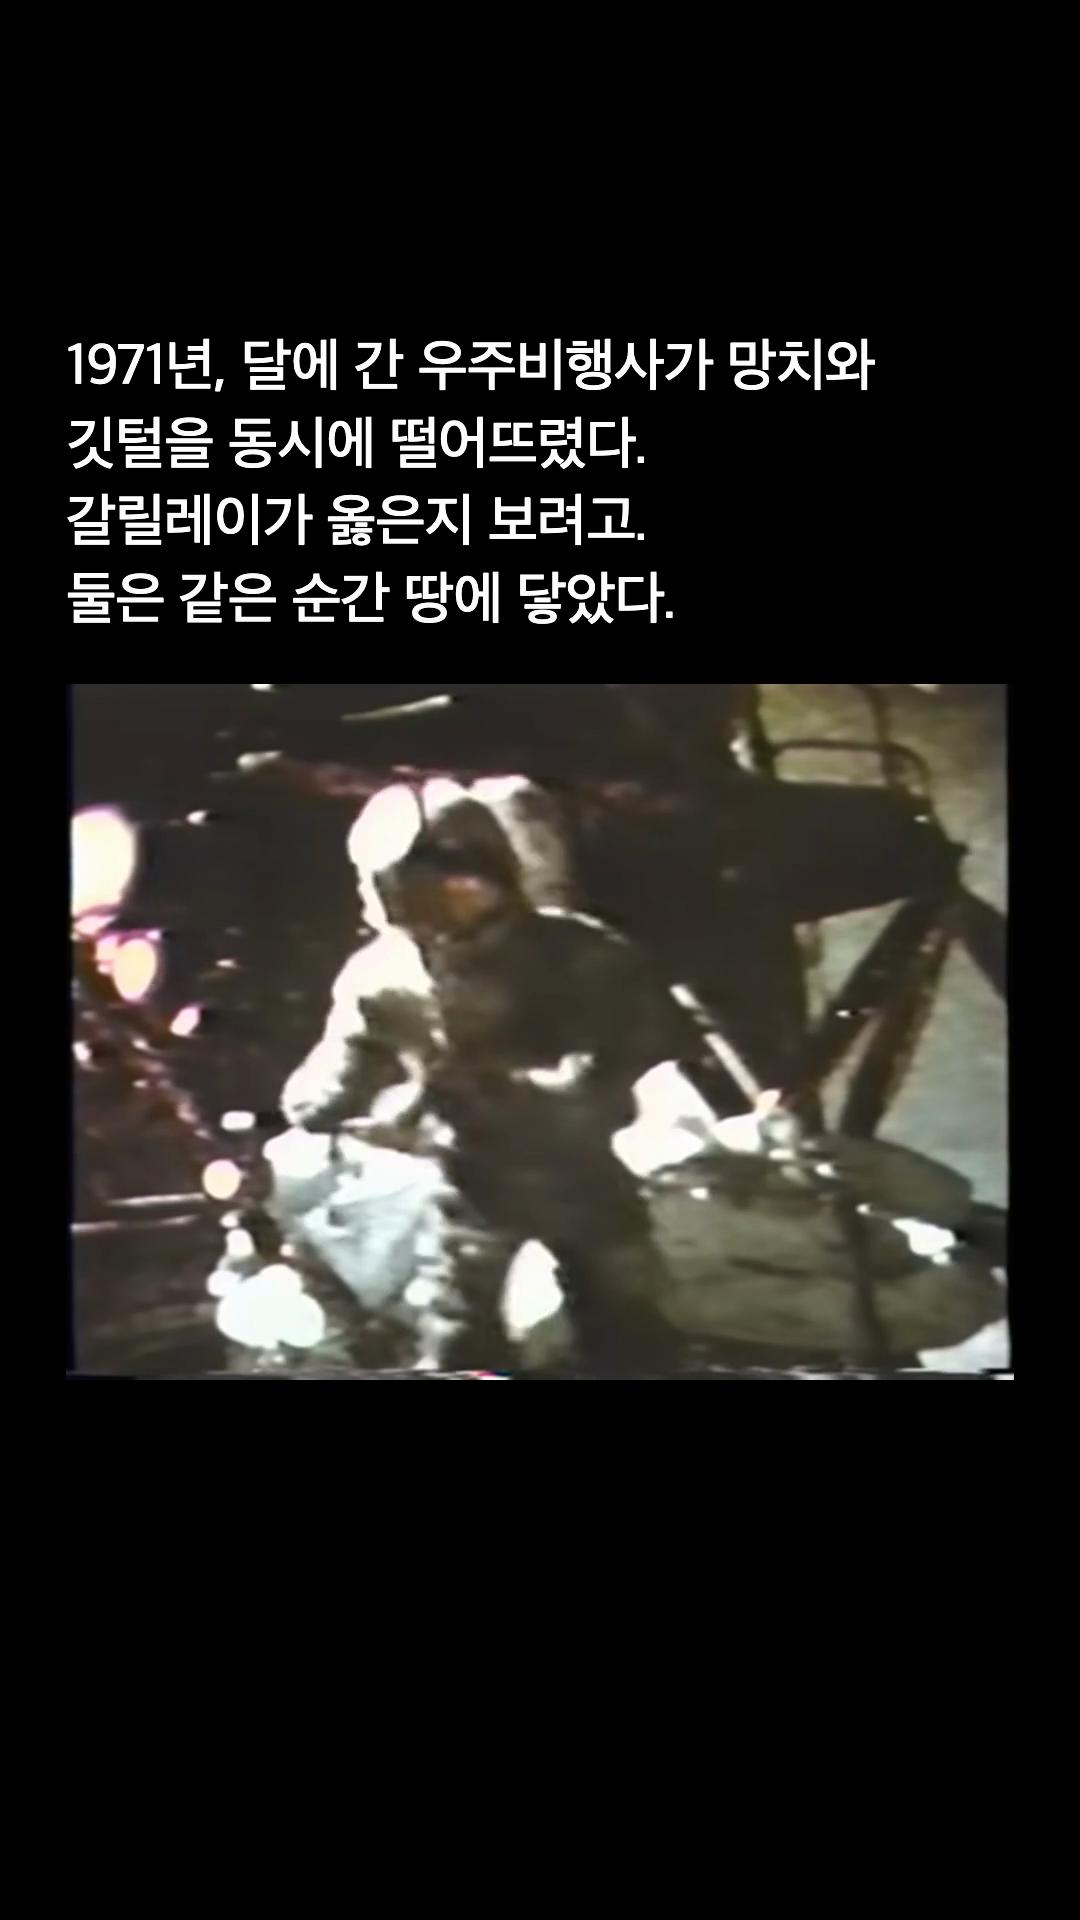 1971년, 달에 간 우주비행사가 망치와
깃털을 동시에 떨어뜨렸다.
갈릴레이가 옳은지 보려고.
둘은 같은 순간 땅에 닿았다.